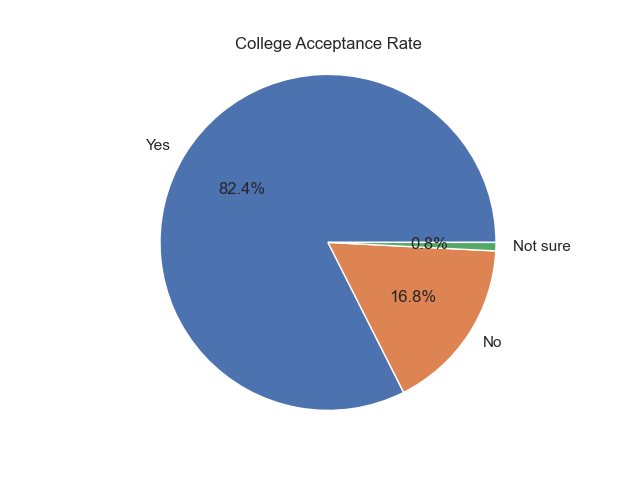 College Acceptance Rate
Yes
82.4%
0.8%
Not sure
16.8%
No